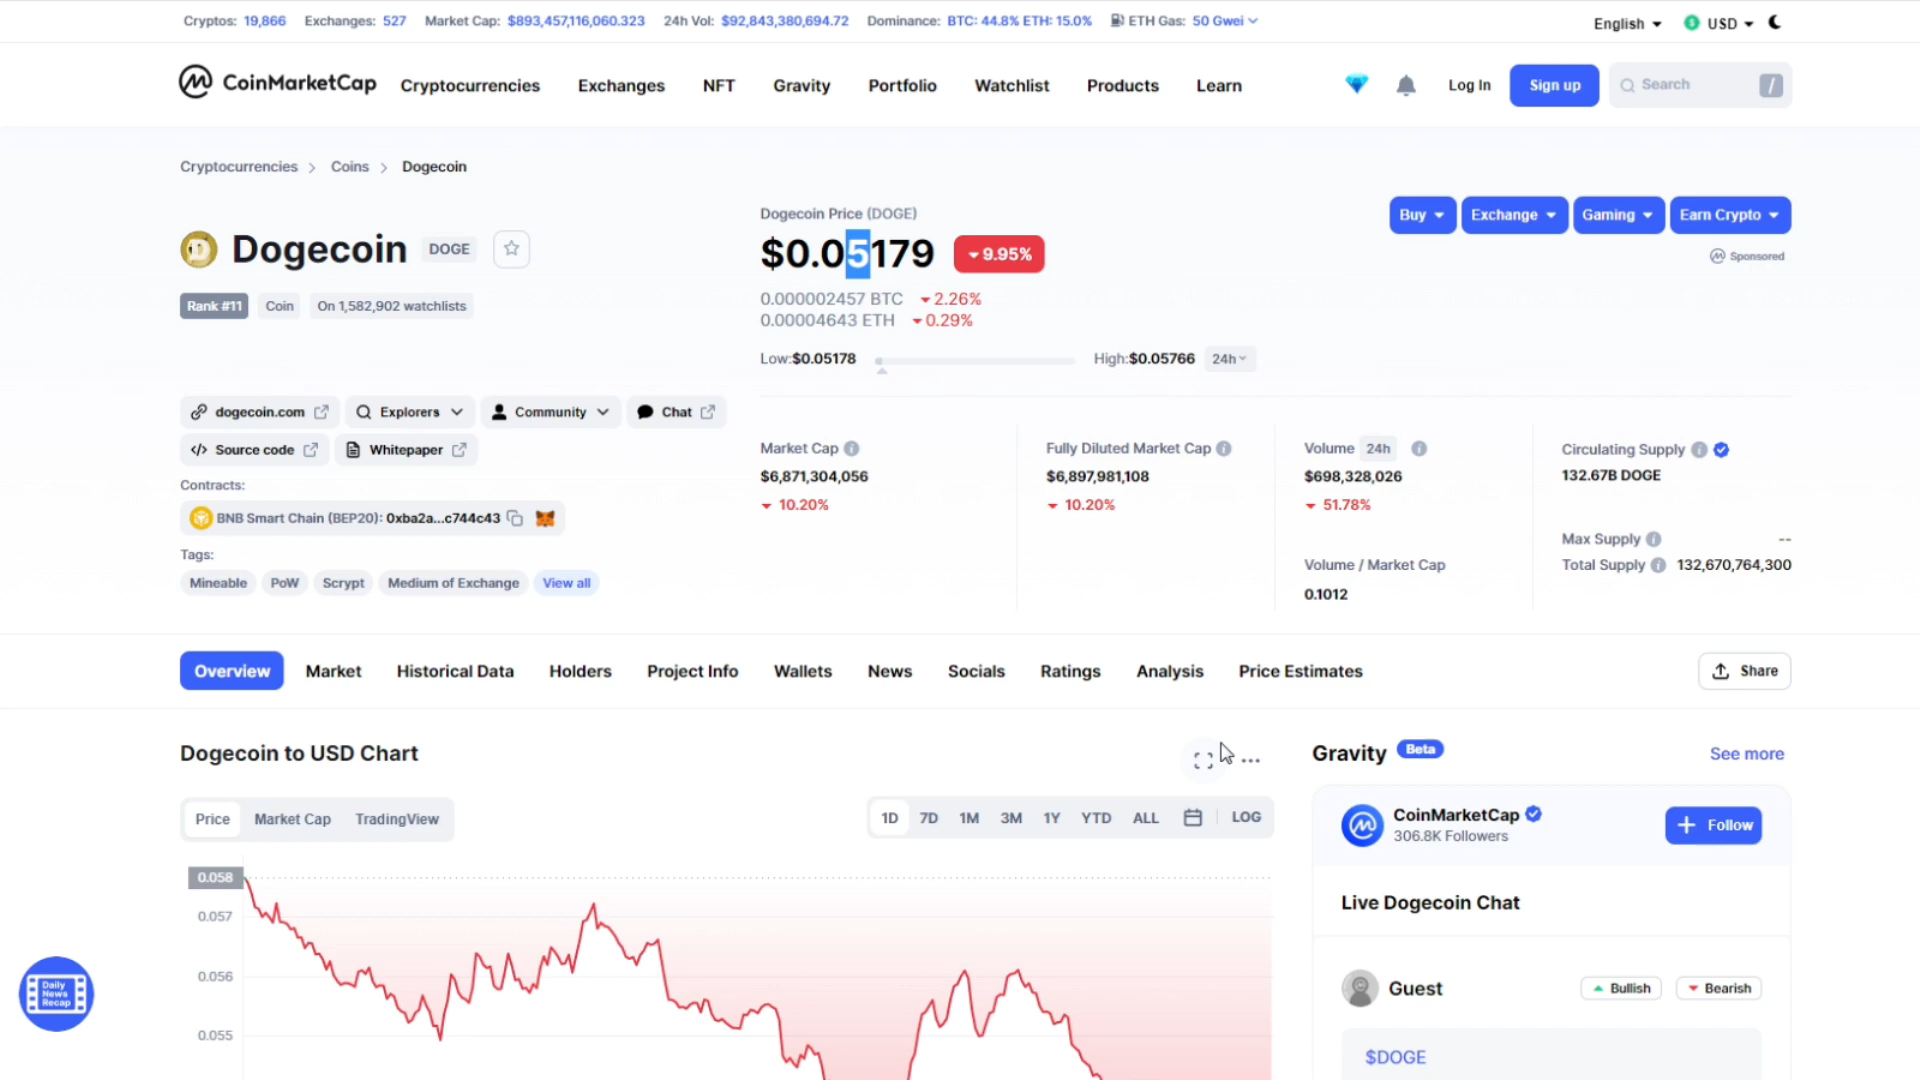 Cryptos: 19,866 Exchanges: 527 Market Cap: $893,457,116,060.323 24h Vol: $92,843,380,694.72 Dominance: BTC: 44.8% ETH: 15.0% ETH Gas: 50 Gwei English USD
CoinMarketCap Cryptocurrencies Exchanges NFT Gravity Portfolio Watchlist Products Learn Log In Sign up Search /
Cryptocurrencies > Coins > Dogecoin
Dogecoin DOGE
Rank #11 Coin On 1,582,902 watchlists
Dogecoin Price (DOGE)
$0.05179 9.95%
0.000002457 BTC 2.26%
0.00004643 ETH 0.29%
Low:$0.05178 High:$0.05766 24h
Buy Exchange Gaming Earn Crypto
Sponsored
dogecoin.com Explorers Community Chat
Source code Whitepaper
Contracts:
BNB Smart Chain (BEP20): 0xba2a...c744c43
Tags:
Mineable PoW Scrypt Medium of Exchange View all
Market Cap
$6,871,304,056
10.20%
Fully Diluted Market Cap
$6,897,981,108
10.20%
Volume 24h
$698,328,026
51.78%
Volume / Market Cap
0.1012
Circulating Supply
132.67B DOGE
Max Supply --
Total Supply 132,670,764,300
Overview Market Historical Data Holders Project Info Wallets News Socials Ratings Analysis Price Estimates Share
Dogecoin to USD Chart
Price Market Cap TradingView 1D 7D 1M 3M 1Y YTD ALL LOG
0.058
0.057
0.056
0.055
Gravity Beta See more
CoinMarketCap
306.8K Followers
Follow
Live Dogecoin Chat
Guest Bullish Bearish
$DOGE
Daily
News
Recap